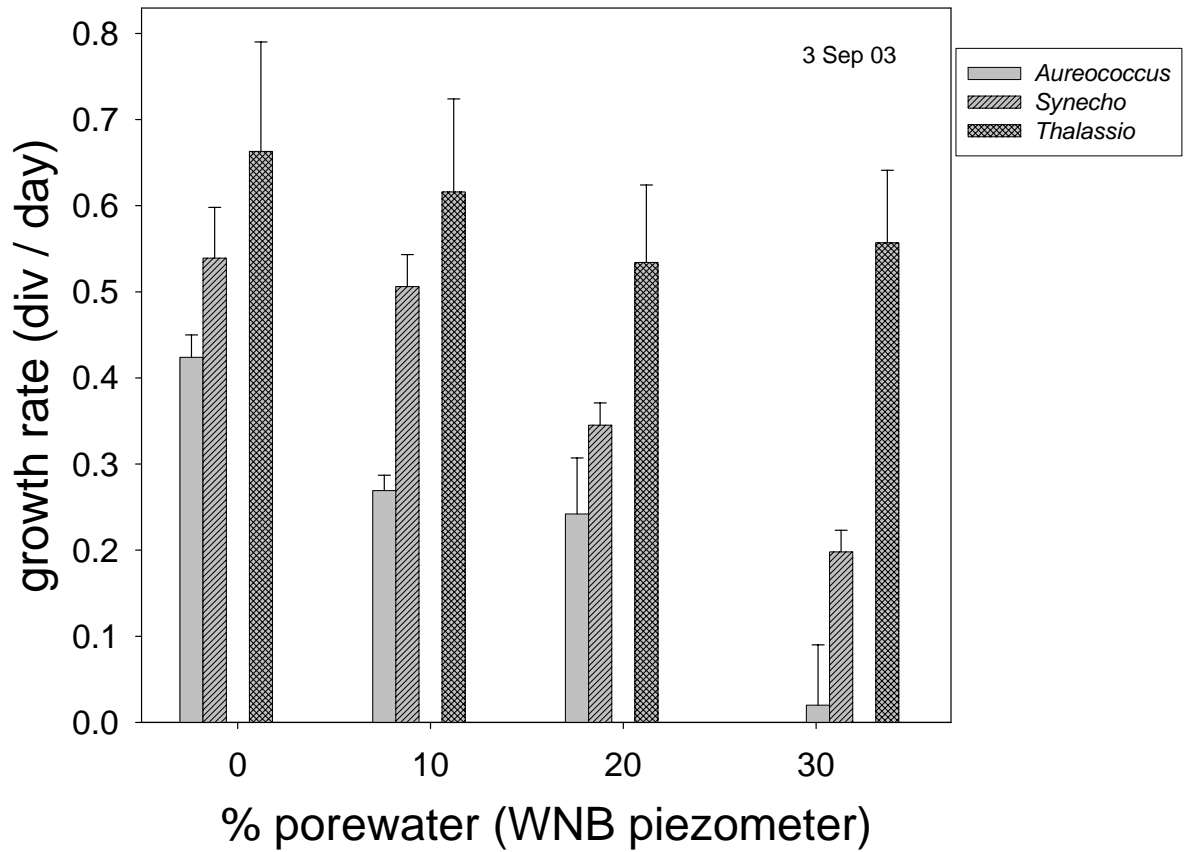 growth rate (div / day)
0.8
0.7
0.6
0.5
0.4
0.3
0.2
0.1
0.0
3 Sep 03
Aureococcus
Synecho
Thalassio
0 10 20 30
% porewater (WNB piezometer)